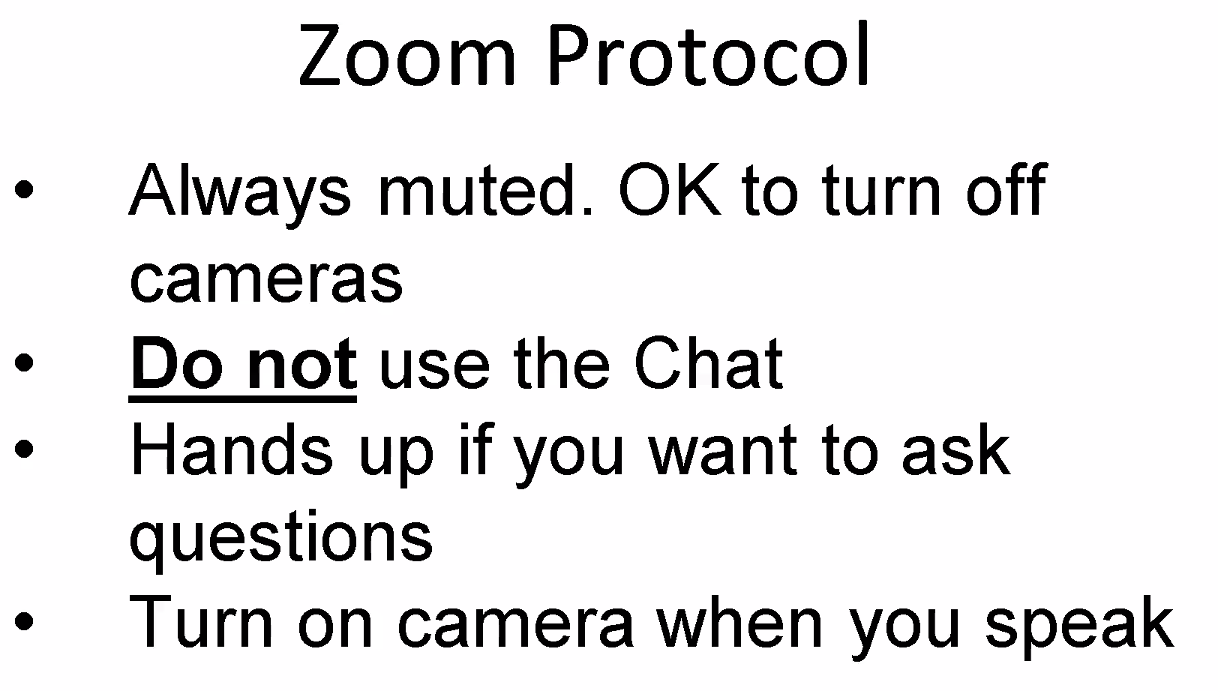 Zoom Protocol
• Always muted. OK to turn off
cameras
• Do not use the Chat
• Hands up if you want to ask
questions
• Turn on camera when you speak